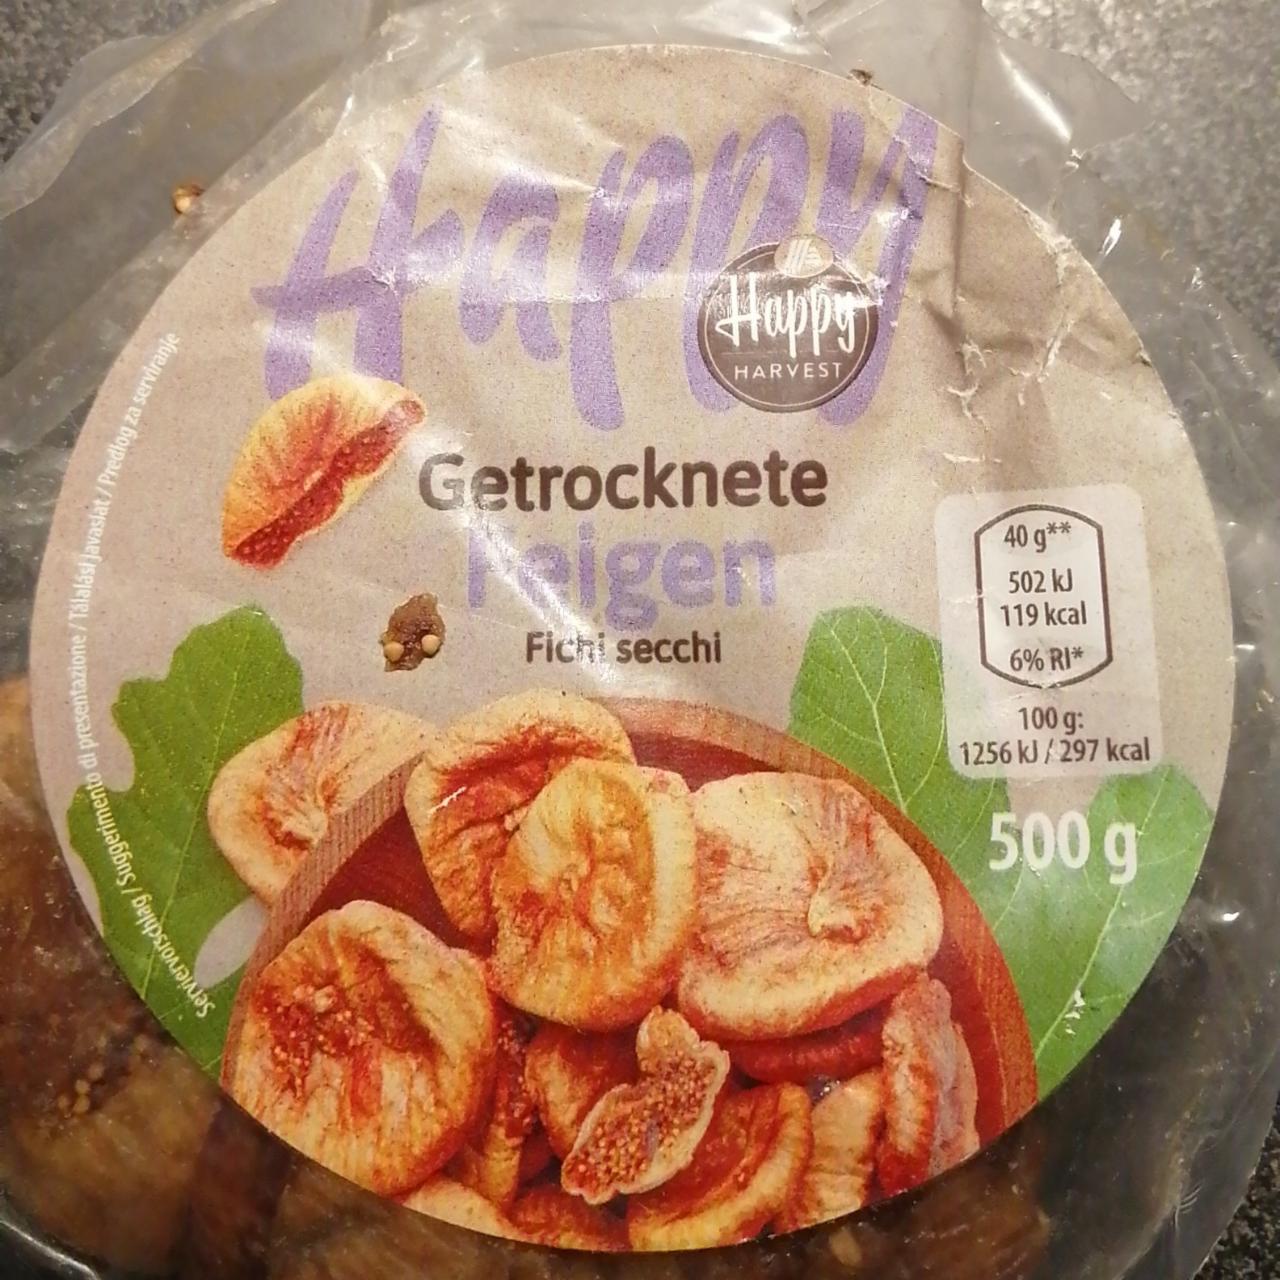 Happy
Happy
HARVEST
Getrocknete
Feigen
Fichi secchi
40 g**
502 kJ
119 kcal
6% RI*
100 g:
1256 kJ / 297 kcal
500 g
Serviervorschlag / Suggerimento di presentazione / Tálalási javaslat / Predlog za serviranje